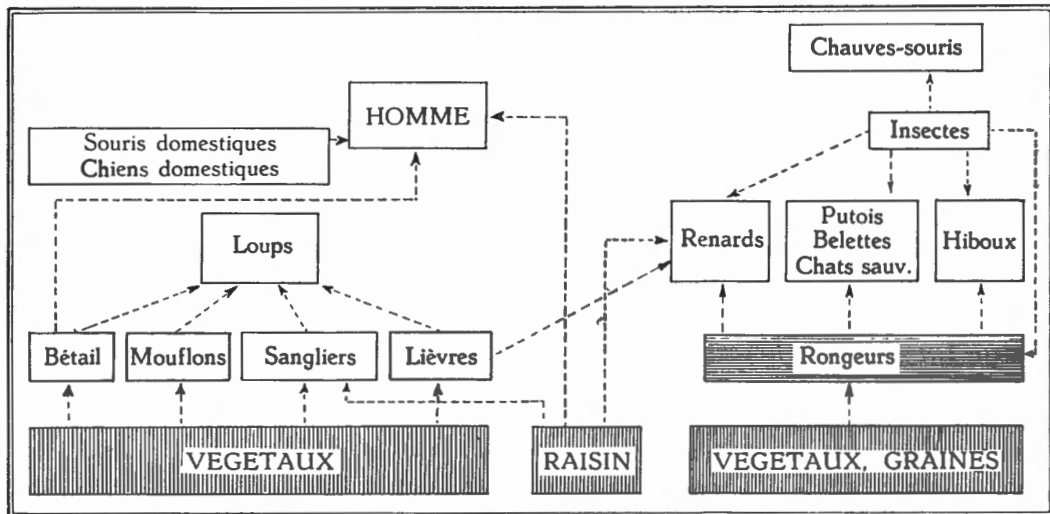 Chauves-souris
HOMME
Insectes
Souris domestiques
Chiens domestiques
Loups
Renards
Putois
Belettes
Chats sauv.
Hiboux
Bétail
Mouflons
Sangliers
Lièvres
Rongeurs
VEGETAUX
RAISIN
VEGETAUX, GRAINES